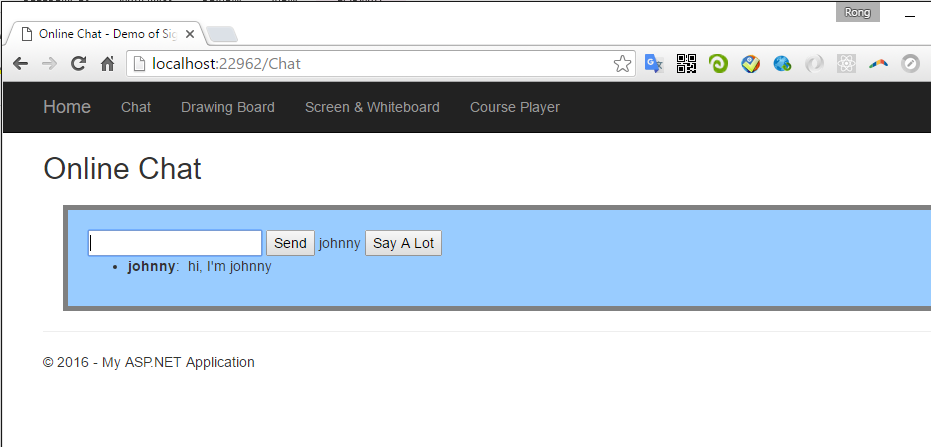 Rong
Online Chat - Demo of Sig
localhost:22962/Chat
Home Chat Drawing Board Screen & Whiteboard Course Player
Online Chat
Send johnny Say A Lot
johnny: hi, I'm johnny
© 2016 - My ASP.NET Application